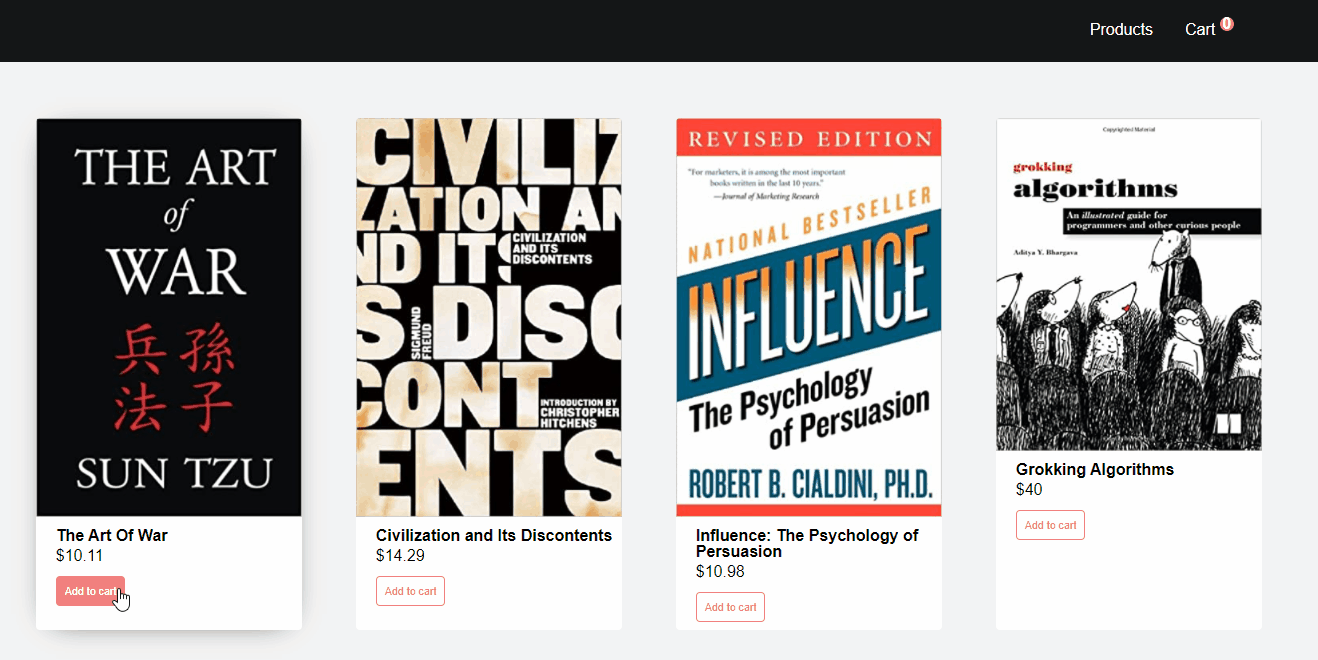 Products
Cart 0
THE ART
of
WAR
兵 孫
法 子
SUN TZU
The Art Of War
$10.11
Add to cart
CIVILIZ
ZATION AN
ND ITS
CIVILIZATION
AND ITS
DISCONTENTS
S DISC
SIGMUND
FREUD
CONT
INTRODUCTION BY
CHRISTOPHER
HITCHENS
ENTS
Civilization and Its Discontents
$14.29
Add to cart
REVISED EDITION
"For marketers, it is among the most important
books written in the last 10 years."
—Journal of Marketing Research
NATIONAL BESTSELLER
INFLUENCE
The Psychology
of Persuasion
ROBERT B. CIALDINI, PH.D.
Influence: The Psychology of
Persuasion
$10.98
Add to cart
Copyrighted Material
grokking
algorithms
An illustrated guide for
programmers and other curious people
Aditya Y. Bhargava
Grokking Algorithms
$40
Add to cart